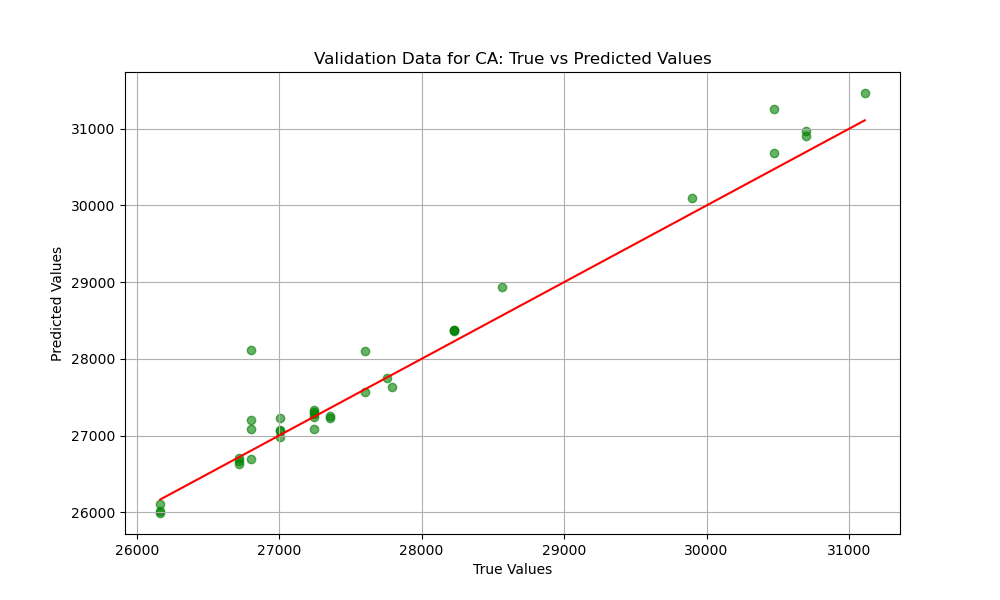 Validation Data for CA: True vs Predicted Values
31000
30000
29000
28000
27000
26000
Predicted Values
26000 27000 28000 29000 30000 31000
True Values